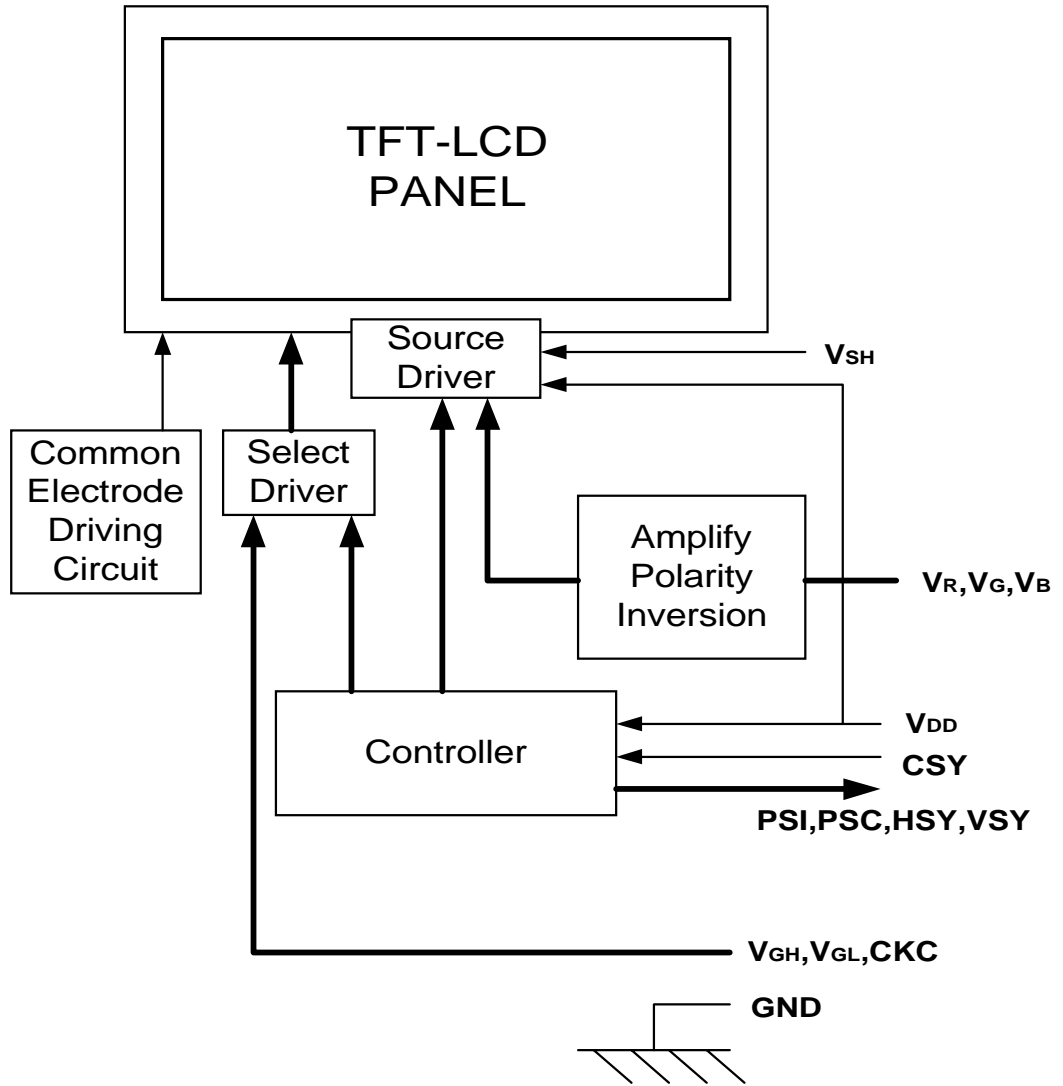 TFT-LCD
PANEL
Source
Driver
VSH
Common
Electrode
Driving
Circuit
Select
Driver
Amplify
Polarity
Inversion
VR,VG,VB
Controller
VDD
CSY
PSI,PSC,HSY,VSY
VGH,VGL,CKC
GND